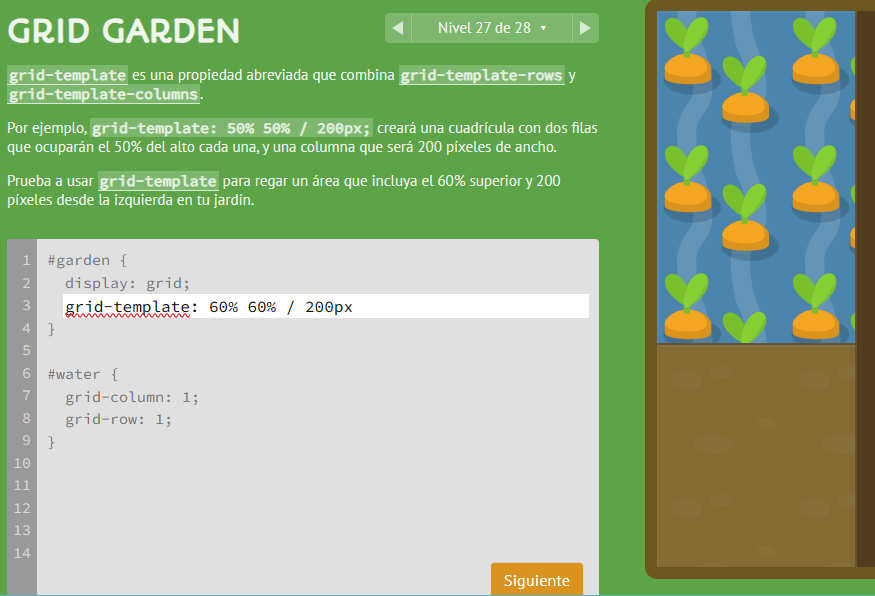 GRID GARDEN
Nivel 27 de 28
grid-template es una propiedad abreviada que combina grid-template-rows y
grid-template-columns.
Por ejemplo, grid-template: 50% 50% / 200px; creará una cuadrícula con dos filas
que ocuparán el 50% del alto cada una, y una columna que será 200 píxeles de ancho.
Prueba a usar grid-template para regar un área que incluya el 60% superior y 200
píxeles desde la izquierda en tu jardín.
1 #garden {
2 display: grid;
3 grid-template: 60% 60% / 200px
4 }
5
6 #water {
7 grid-column: 1;
8 grid-row: 1;
9 }
10
11
12
13
14
Siguiente